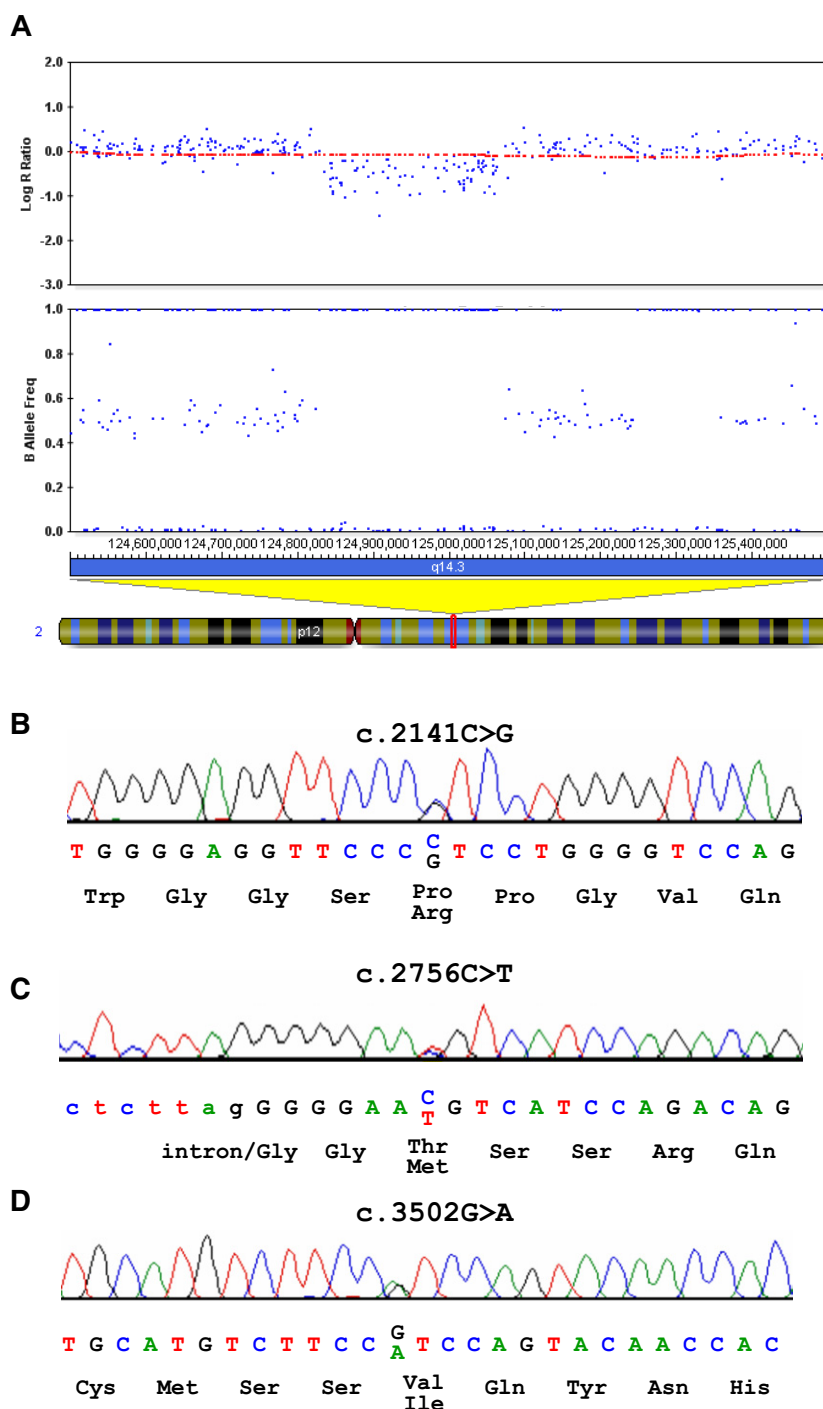 A
2.0
1.0
0.0
-1.0
-2.0
-3.0
Log R Ratio
1.0
0.8
0.6
0.4
0.2
0.0
B Allele Freq
124,600,000 124,700,000 124,800,000 124,900,000 125,000,000 125,100,000 125,200,000 125,300,000 125,400,000
q14.3
2
p12
B
c.2141C>G
T G G G G A G G T T C C C C T C C T G G G G T C C A G
G
Trp Gly Gly Ser Pro Pro Gly Val Gln
Arg
C
c.2756C>T
c t c t t a g G G G G A A C G T C A T C C A G A C A G
T
intron/Gly Gly Thr Ser Ser Arg Gln
Met
D
c.3502G>A
T G C A T G T C T T C C G T C C A G T A C A A C C A C
A
Cys Met Ser Ser Val Gln Tyr Asn His
Ile